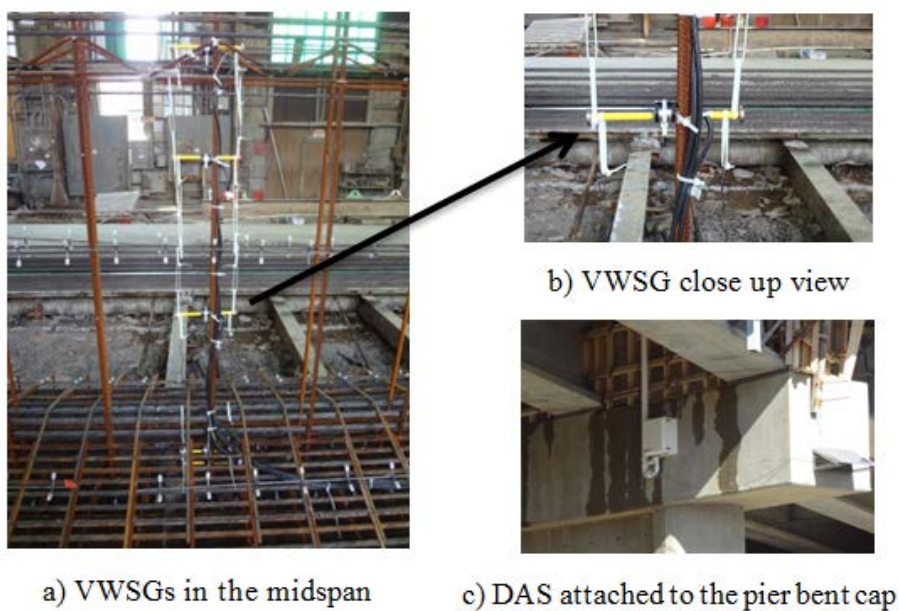 b) VWSG close up view
a) VWSGs in the midspan
c) DAS attached to the pier bent cap